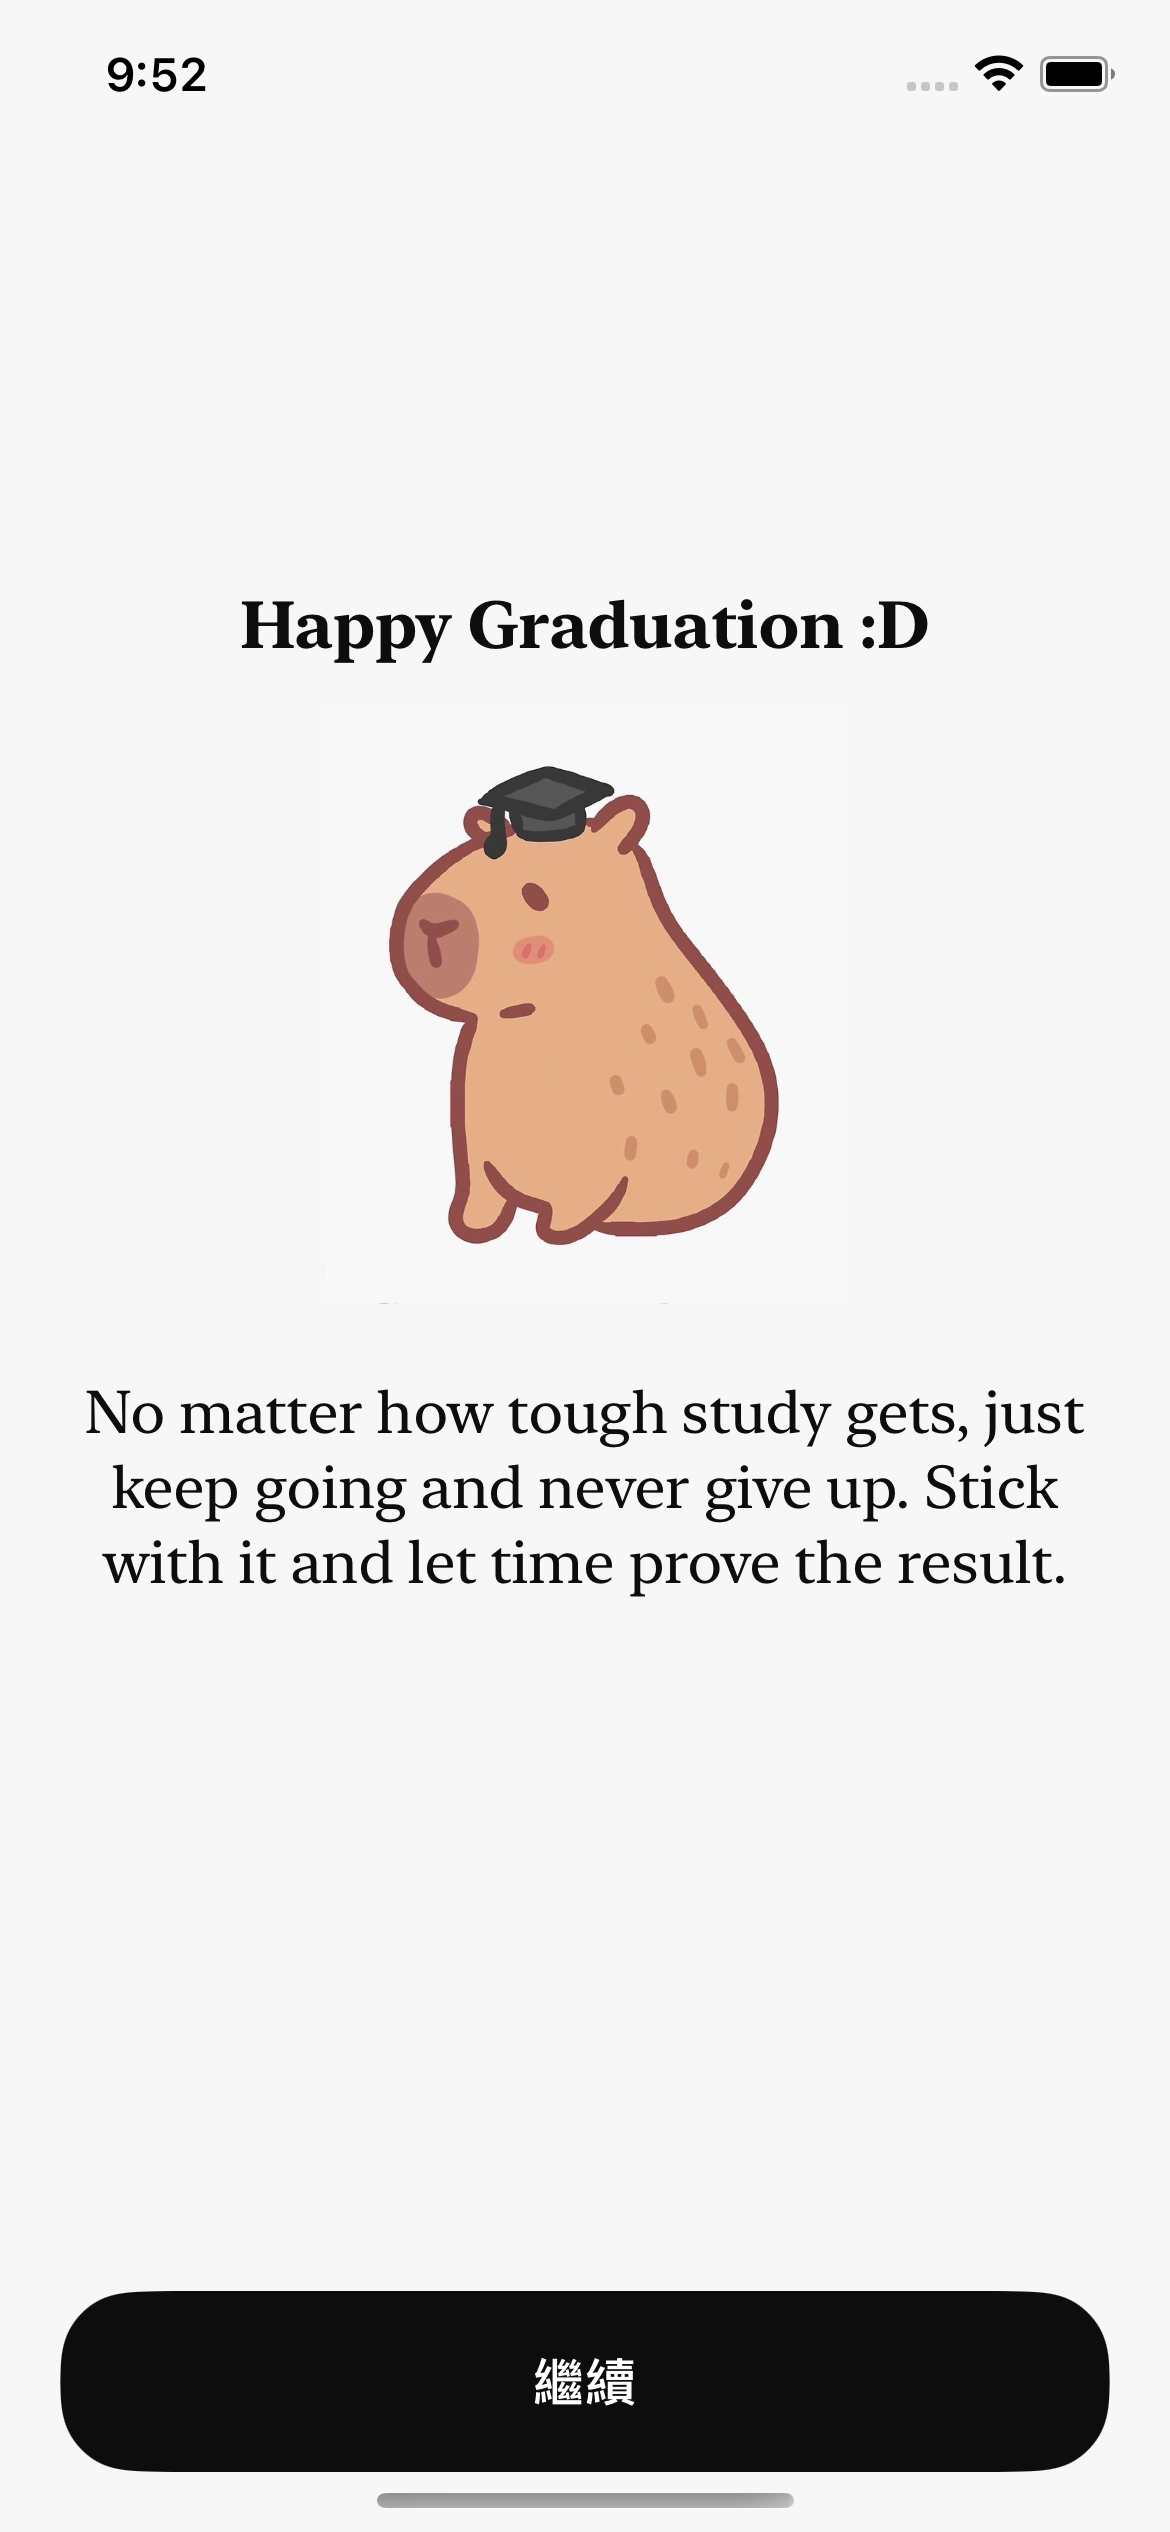 9:52
Happy Graduation :D
No matter how tough study gets, just
keep going and never give up. Stick
with it and let time prove the result.
繼續